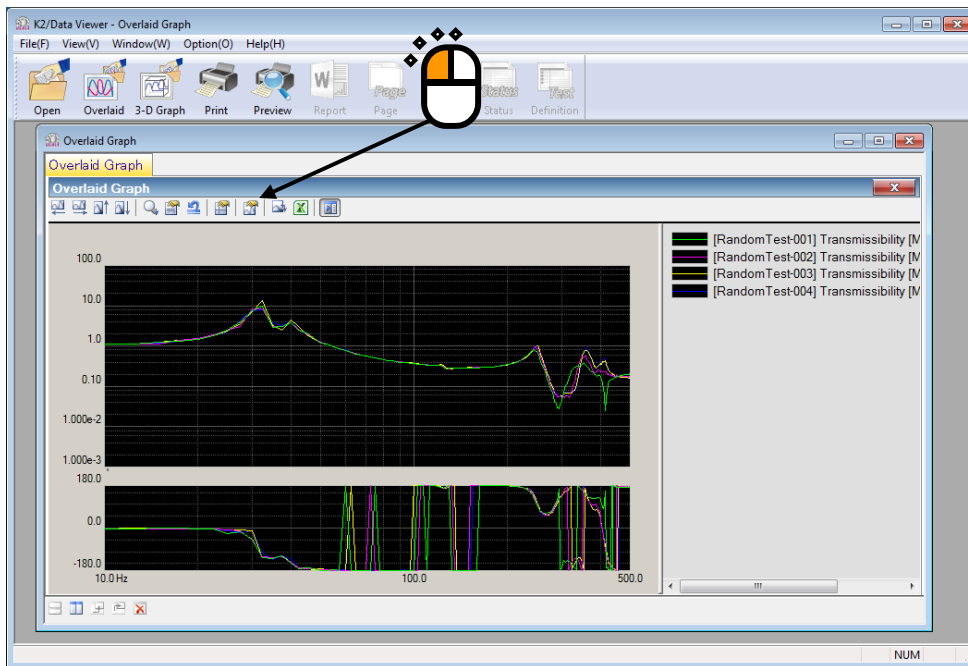 K2/Data Viewer - Overlaid Graph
File(F) View(V) Window(W) Option(O) Help(H)
Open Overlaid 3-D Graph Print Preview Report Page Status Definition
Overlaid Graph
Overlaid Graph
Overlaid Graph
[RandomTest-001] Transmissibility [M
[RandomTest-002] Transmissibility [M
[RandomTest-003] Transmissibility [M
[RandomTest-004] Transmissibility [M
100.0
10.0
1.0
0.10
1.000e-2
1.000e-3
180.0
0.0
-180.0
10.0 Hz 100.0 500.0
NUM